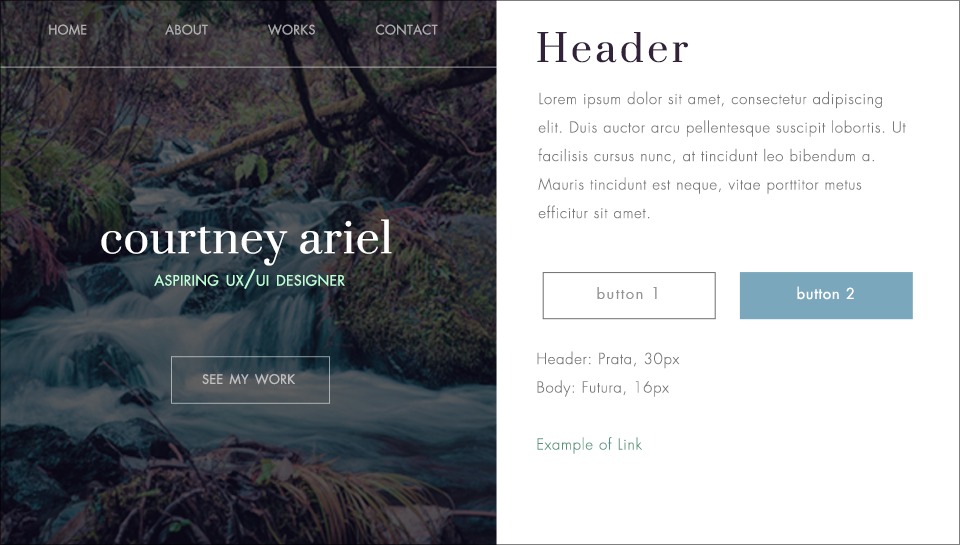 HOME ABOUT WORKS CONTACT
courtney ariel
ASPIRING UX/UI DESIGNER
SEE MY WORK
Header
Lorem ipsum dolor sit amet, consectetur adipiscing
elit. Duis auctor arcu pellentesque suscipit lobortis. Ut
facilisis cursus nunc, at tincidunt leo bibendum a.
Mauris tincidunt est neque, vitae porttitor metus
efficitur sit amet.
button 1 button 2
Header: Prata, 30px
Body: Futura, 16px
Example of Link